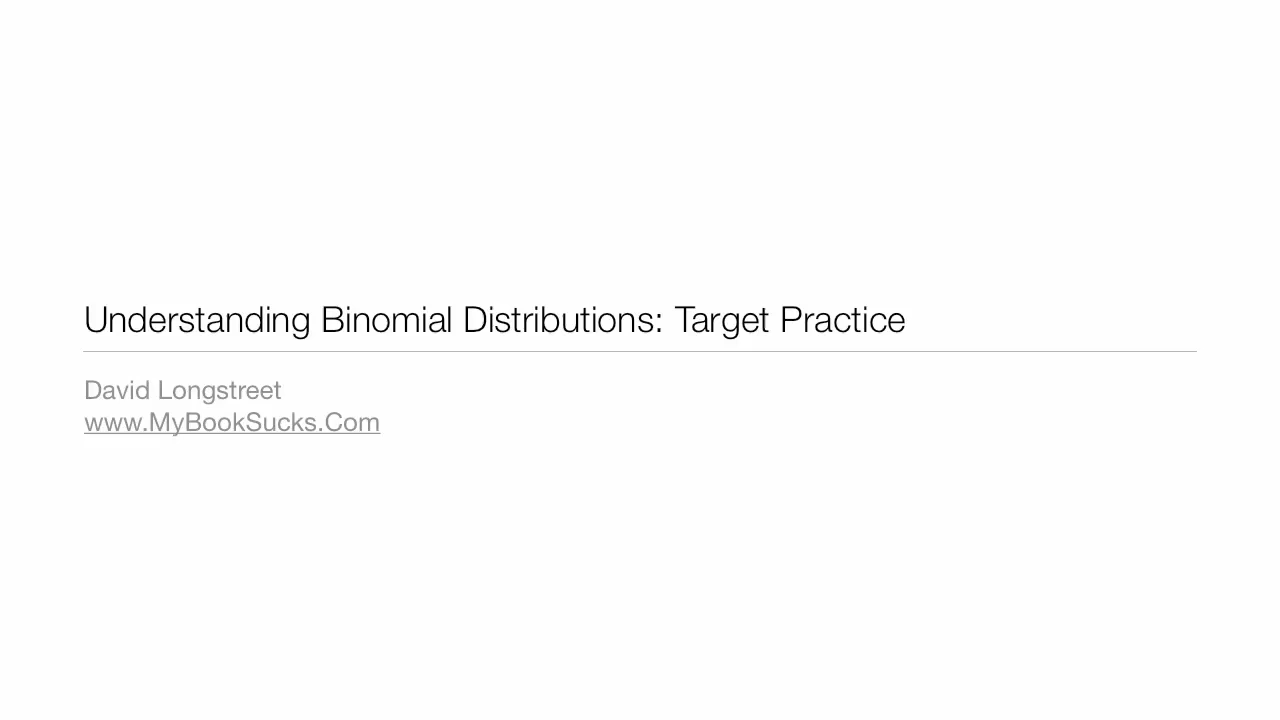 Understanding Binomial Distributions: Target Practice
David Longstreet
www.MyBookSucks.Com